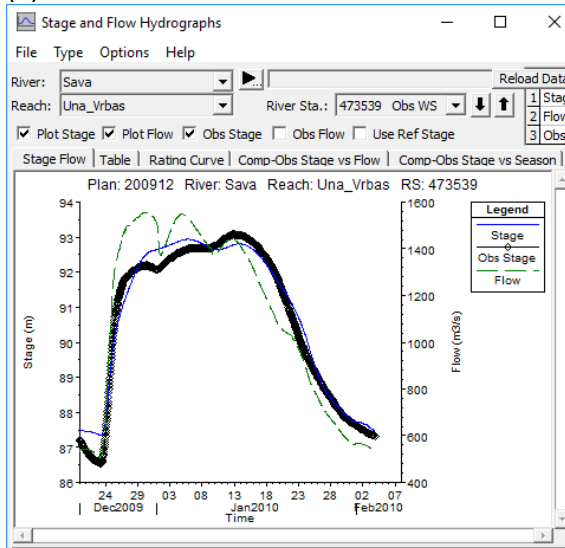 Stage and Flow Hydrographs
File Type Options Help
River: Sava Reload Data
Reach: Una_Vrbas River Sta.: 473539 Obs WS
1 Stag
2 Flow
3 Obs
Plot Stage Plot Flow Obs Stage Obs Flow Use Ref Stage
Stage Flow Table Rating Curve Comp-Obs Stage vs Flow Comp-Obs Stage vs Season
Plan: 200912 River: Sava Reach: Una_Vrbas RS: 473539
94
93
92
91
90
89
88
87
86
Stage (m)
1600
1400
1200
1000
800
600
400
Flow (m3/s)
Legend
Stage
Obs Stage
Flow
24 29 03 08 13 18 23 28 02 07
Dec2009 Jan2010 Feb2010
Time